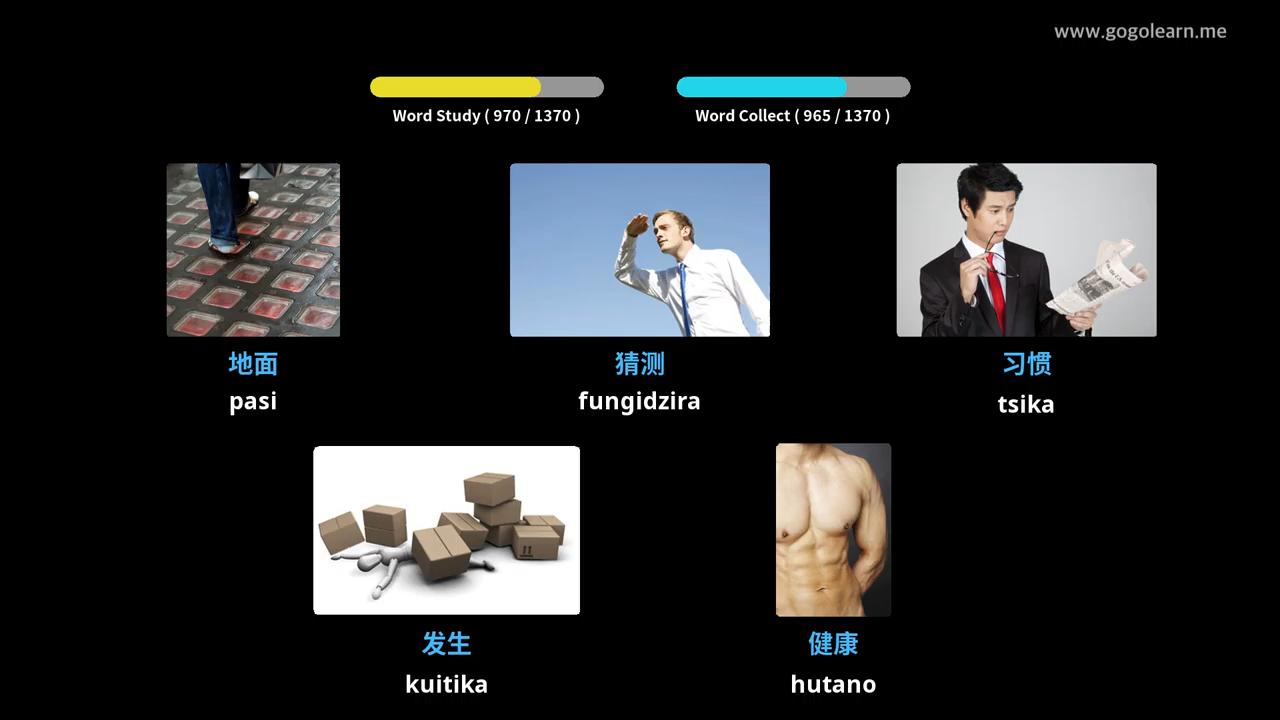 www.gogolearn.me
Word Study ( 970 / 1370 )
Word Collect ( 965 / 1370 )
地面
pasi
猜测
fungidzira
习惯
tsika
发生
kuitika
健康
hutano